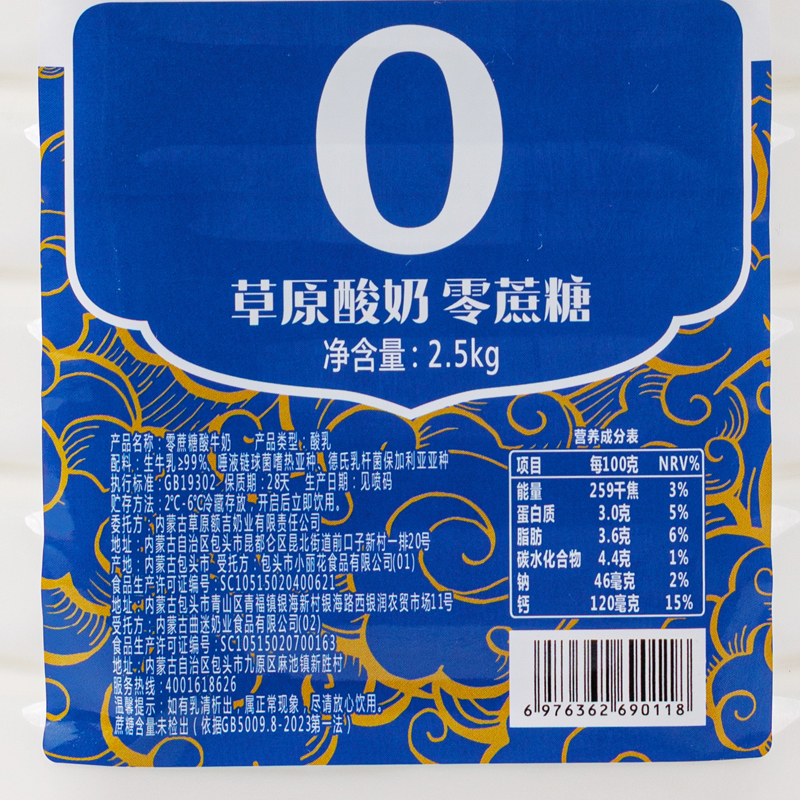 0
草原酸奶 零蔗糖
净含量：2.5kg
产品名称：零蔗糖酸牛奶 产品类型：酸乳
配料：生牛乳≥99%、唾液链球菌嗜热亚种、德氏乳杆菌保加利亚亚种
执行标准：GB19302 保质期：28天 生产日期：见喷码
贮存方法：2℃-6℃冷藏存放，开启后立即饮用。
委托方：内蒙古草原额吉奶业有限责任公司
地址：内蒙古自治区包头市昆都仑区昆北街道前口子新村一排20号
产地：内蒙古包头市 受托方：包头市小丽花食品有限公司(01)
食品生产许可证编号：SC10515020400621
地址：内蒙古包头市青山区青福镇银海新村银海路西银润农贸市场11号
受托方：内蒙古曲迷奶业食品有限公司(02)
食品生产许可证编号：SC10515020700163
地址：内蒙古自治区包头市九原区麻池镇新胜村
服务热线：4001618626
温馨提示：如有乳清析出，属正常现象，尽请放心饮用。
蔗糖含量未检出（依据GB5009.8-2023第一法）
营养成分表
项目 每100克 NRV%
能量 259千焦 3%
蛋白质 3.0克 5%
脂肪 3.6克 6%
碳水化合物 4.4克 1%
钠 46毫克 2%
钙 120毫克 15%
6 976362 690118